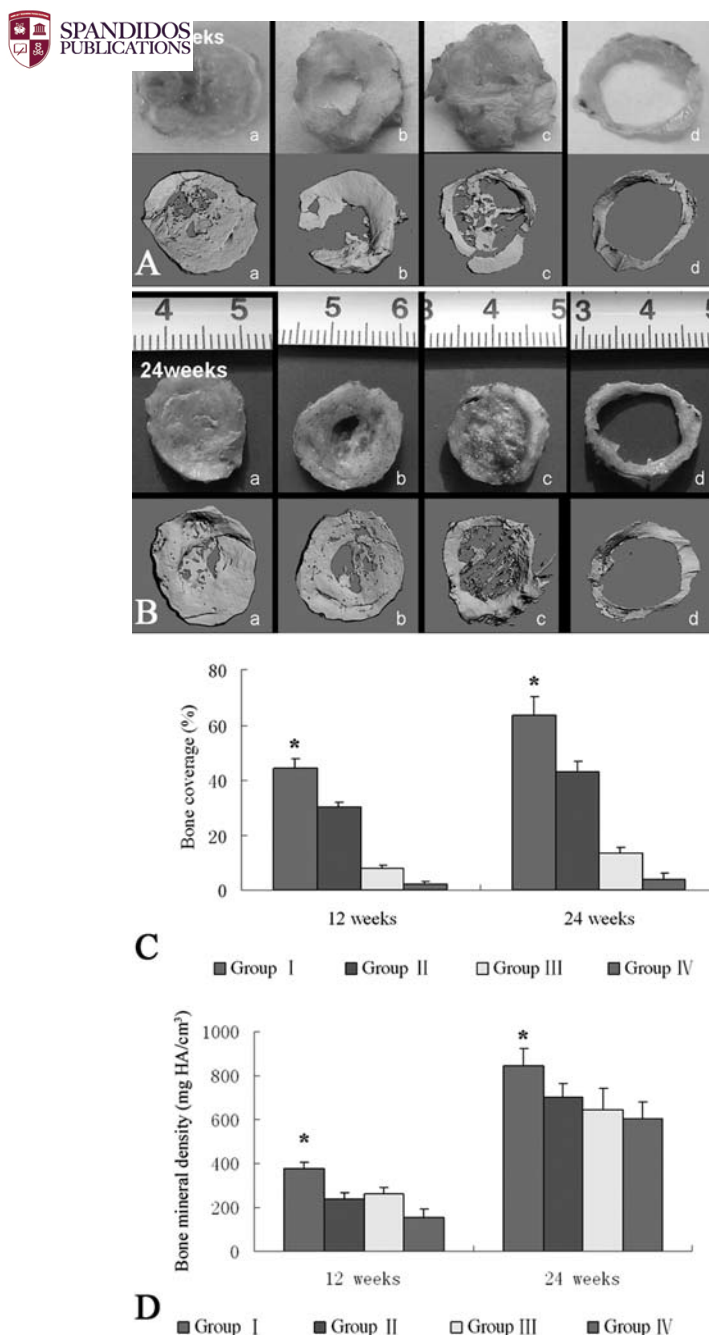 SPANDIDOS
PUBLICATIONS
eks
a b c d
A
a b c d
4 5 5 6 3 4 5 3 4 5
24weeks
a b c d
B
a b c d
80
60
40
20
0
Bone coverage (%)
* *
12 weeks 24 weeks
C
Group I Group II Group III Group IV
1000
800
600
400
200
0
Bone mineral density (mg HA/cm³)
* *
12 weeks 24 weeks
D
Group I Group II Group III Group IV